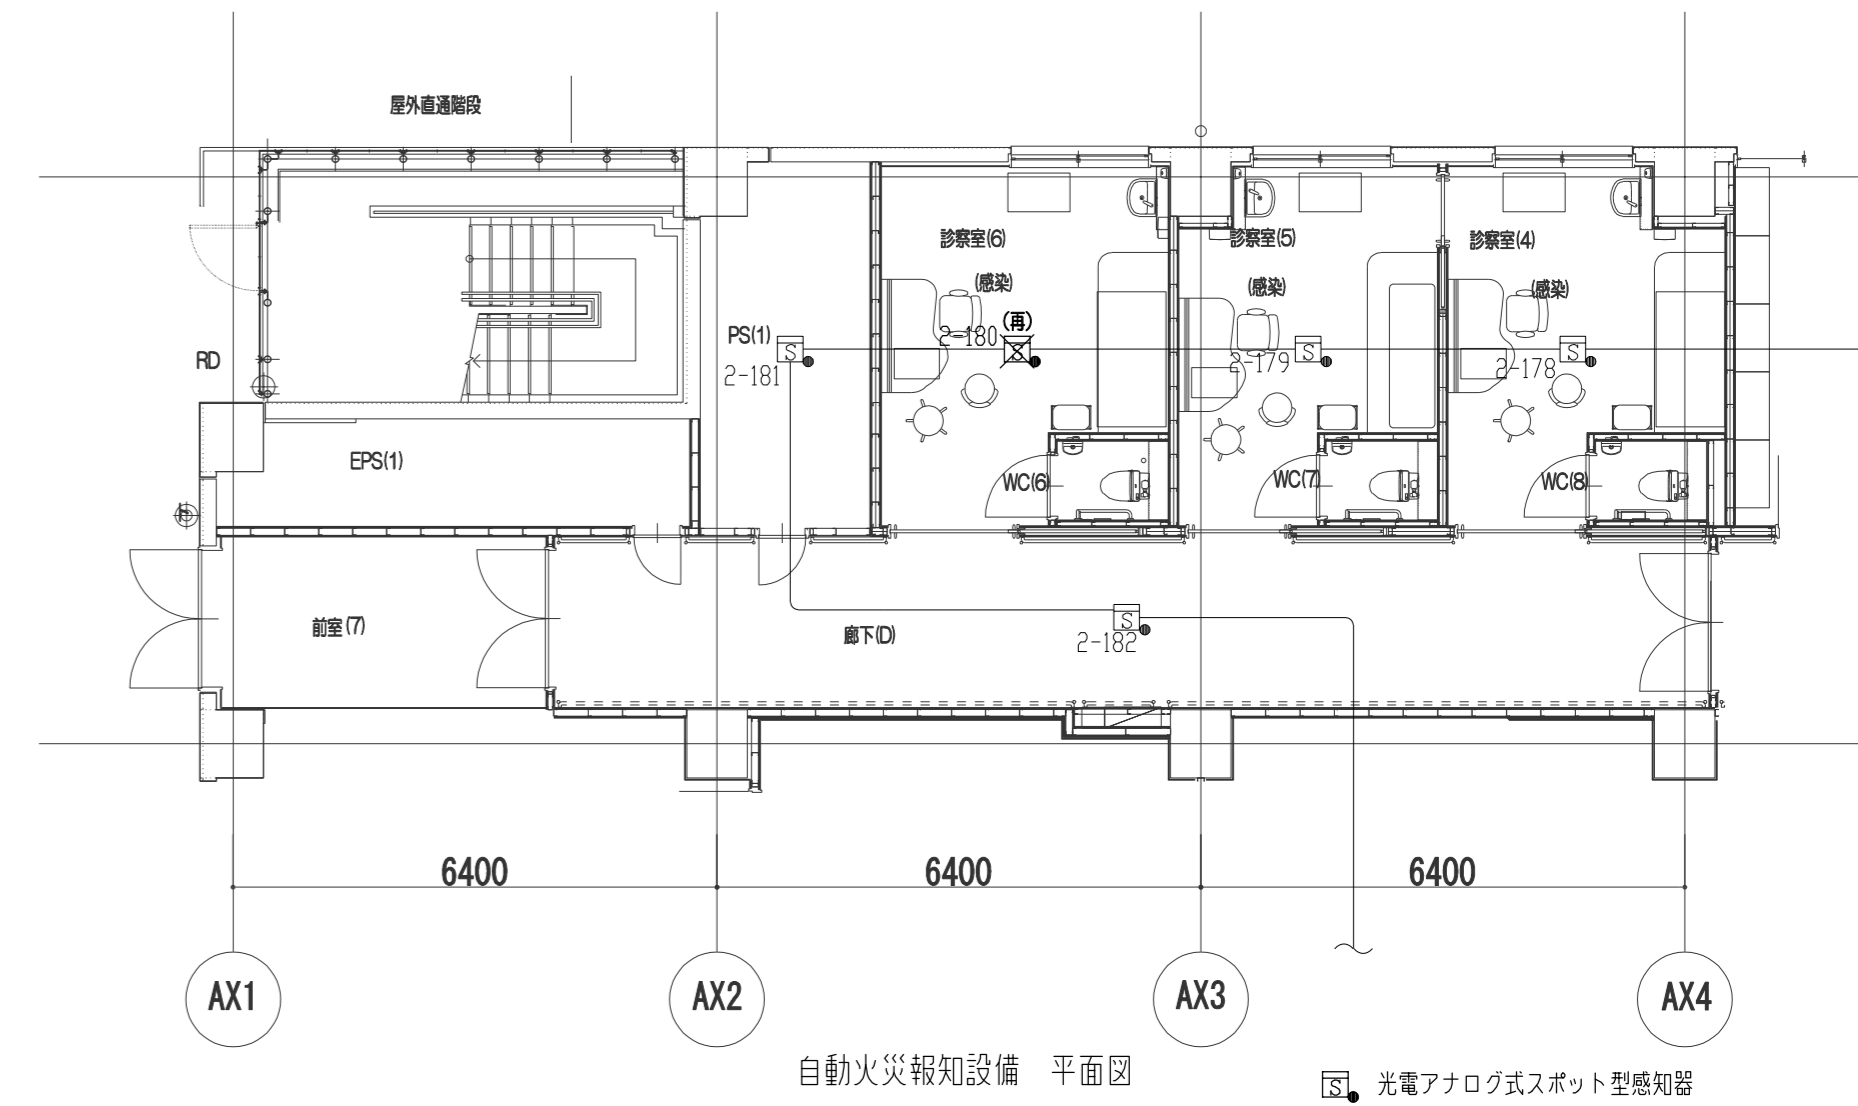 屋外直通階段
診察室(6)
診察室(5)
診察室(4)
(感染)
(感染)
(感染)
(再)
2-180
PS(1)
S
S
S
S
2-181
2-179
2-178
RD
EPS(1)
WC(6)
WC(7)
WC(8)
前室(7)
廊下(D)
S
2-182
6400
6400
6400
AX1
AX2
AX3
AX4
自動火災報知設備　平面図
S 光電アナログ式スポット型感知器